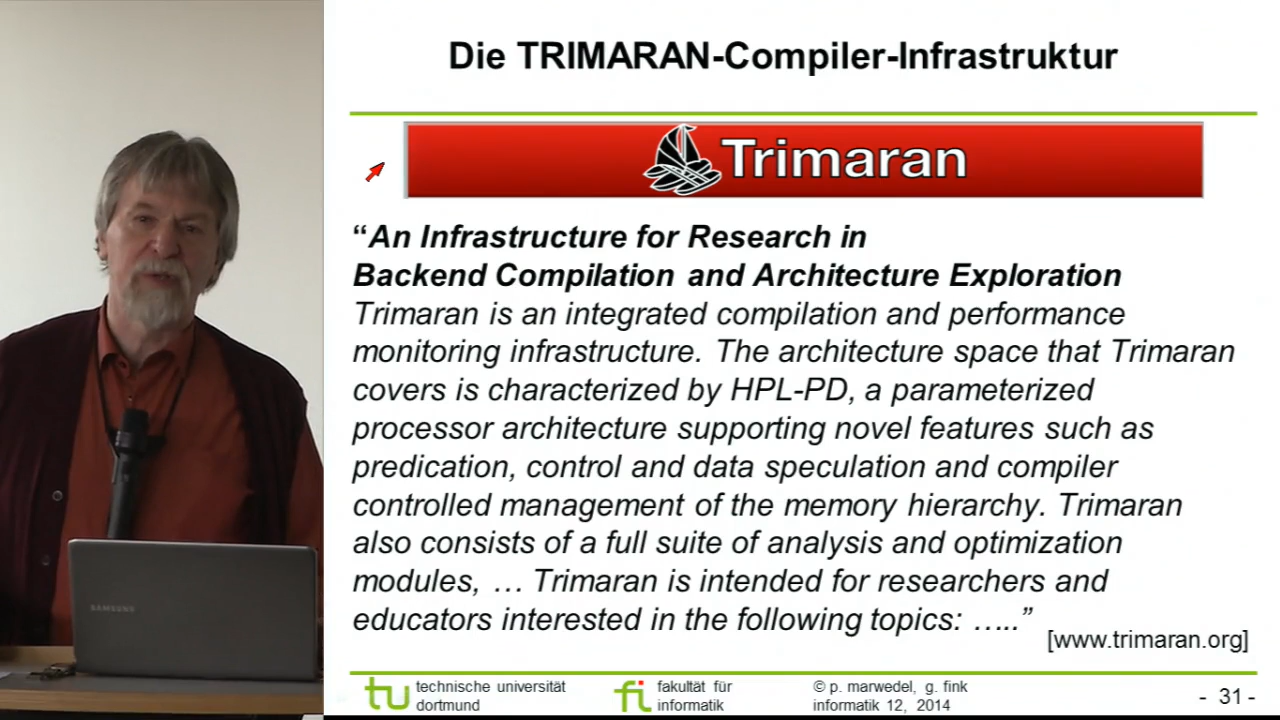 Die TRIMARAN-Compiler-Infrastruktur
Trimaran
“An Infrastructure for Research in
Backend Compilation and Architecture Exploration
Trimaran is an integrated compilation and performance
monitoring infrastructure. The architecture space that Trimaran
covers is characterized by HPL-PD, a parameterized
processor architecture supporting novel features such as
predication, control and data speculation and compiler
controlled management of the memory hierarchy. Trimaran
also consists of a full suite of analysis and optimization
modules, … Trimaran is intended for researchers and
educators interested in the following topics: …..”
[www.trimaran.org]
SAMSUNG
tu technische universität
dortmund
fi fakultät für
informatik
© p. marwedel, g. fink
informatik 12, 2014
- 31 -